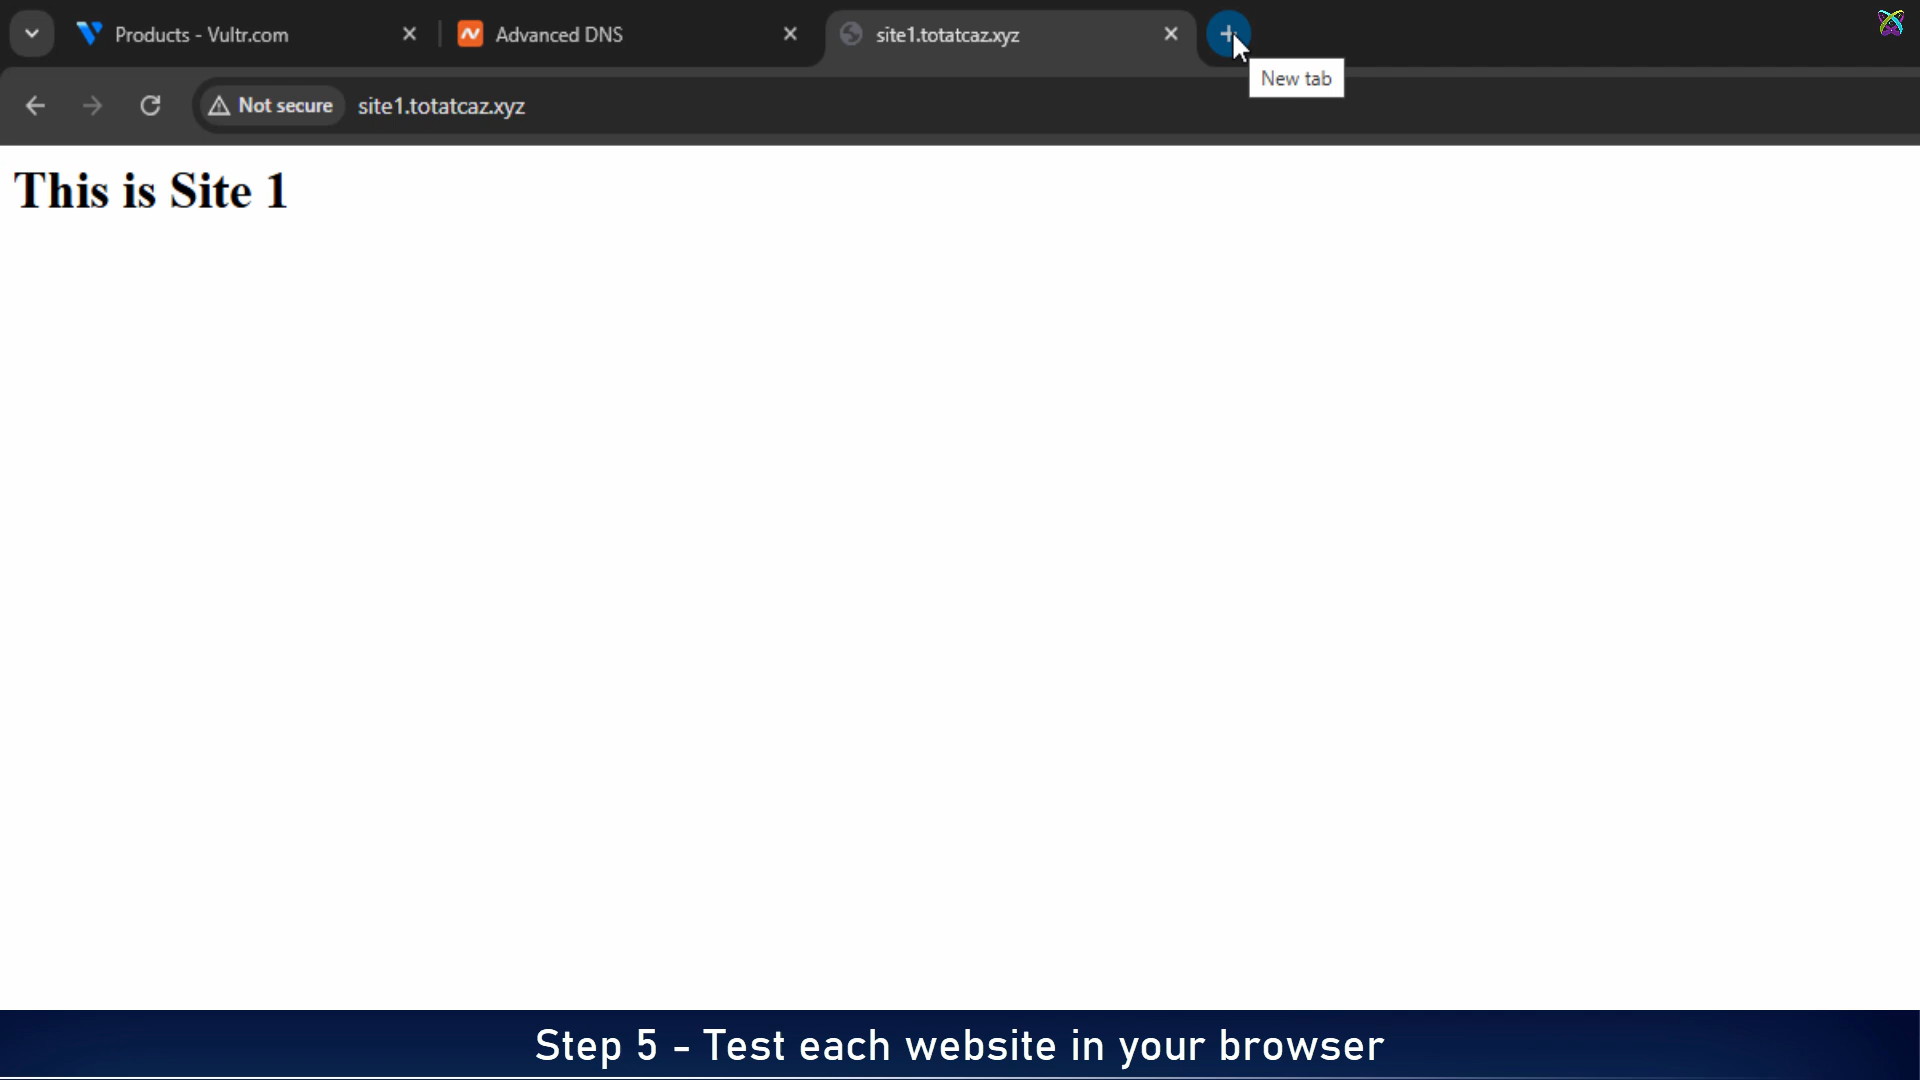 Products - Vultr.com
Advanced DNS
site1.totatcaz.xyz
New tab
Not secure
site1.totatcaz.xyz
This is Site 1
Step 5 - Test each website in your browser